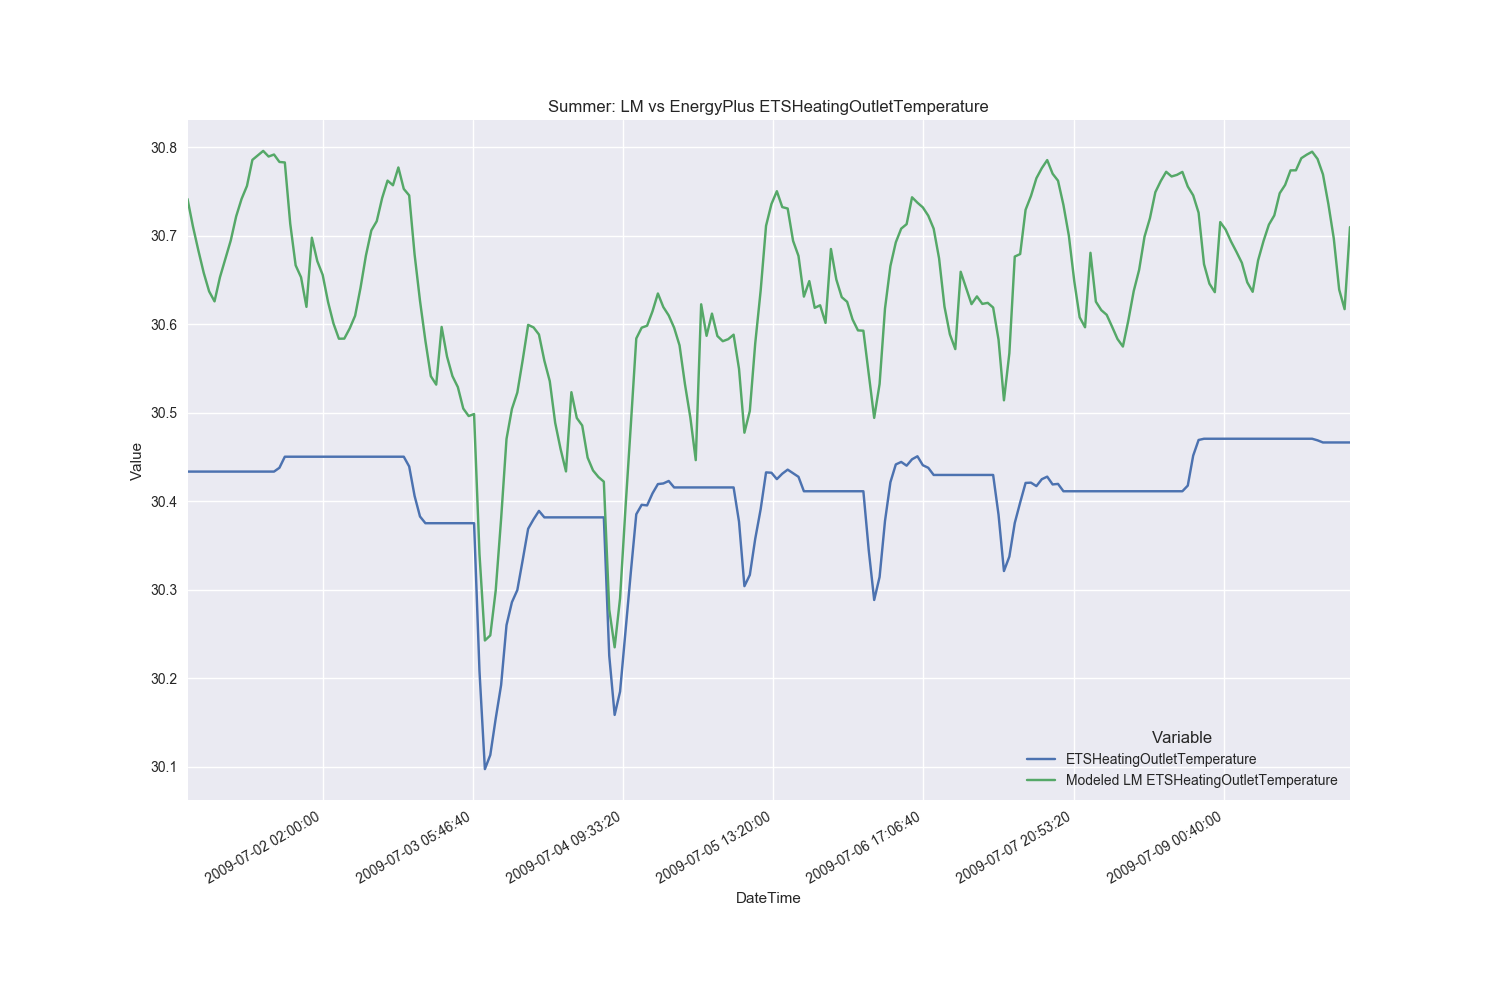 Summer: LM vs EnergyPlus ETSHeatingOutletTemperature
30.8
30.7
30.6
30.5
30.4
30.3
30.2
30.1
Value
Variable
ETSHeatingOutletTemperature
Modeled LM ETSHeatingOutletTemperature
2009-07-02 02:00:00
2009-07-03 05:46:40
2009-07-04 09:33:20
2009-07-05 13:20:00
2009-07-06 17:06:40
2009-07-07 20:53:20
2009-07-09 00:40:00
DateTime